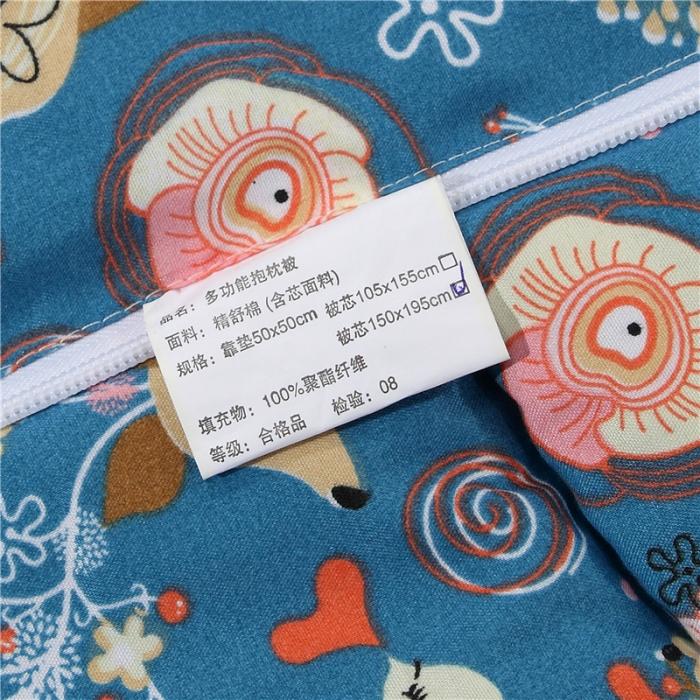 品名：多功能抱枕被
面料：精舒棉（含芯面料）
规格：靠垫50x50cm 被芯105x155cm□
被芯150x195cm☑
填充物：100%聚酯纤维
等级：合格品 检验：08